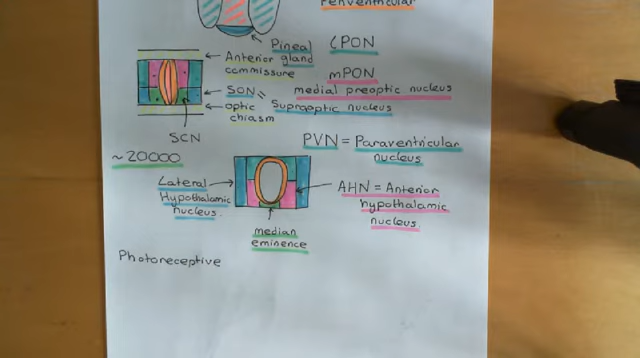 Periventricular
Pineal
gland
LPON
Anterior
commissure
mPON
medial preoptic nucleus
SON =
Supraoptic nucleus
optic
chiasm
SCN
PVN = Paraventricular
nucleus
~20000
Lateral
Hypothalamic
nucleus
AHN = Anterior
hypothalamic
nucleus
median
eminence
Photoreceptive